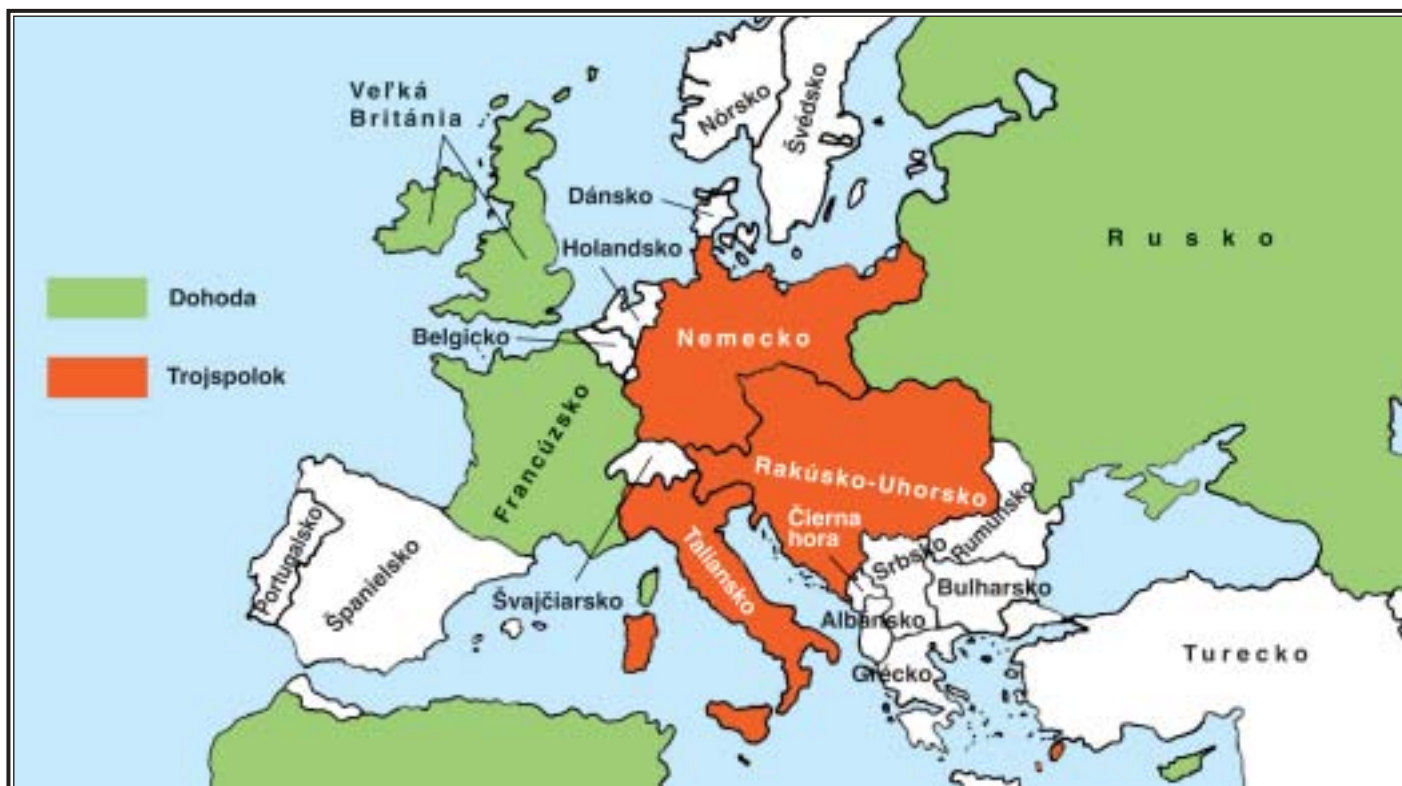 Veľká
Británia
Nórsko
Švédsko
Dánsko
Holandsko
Rusko
Dohoda
Belgicko
Nemecko
Trojspolok
Francúzsko
Rakúsko-Uhorsko
Čierna
hora
Rumunsko
Srbsko
Portugalsko
Španielsko
Taliansko
Bulharsko
Švajčiarsko
Albánsko
Turecko
Grécko